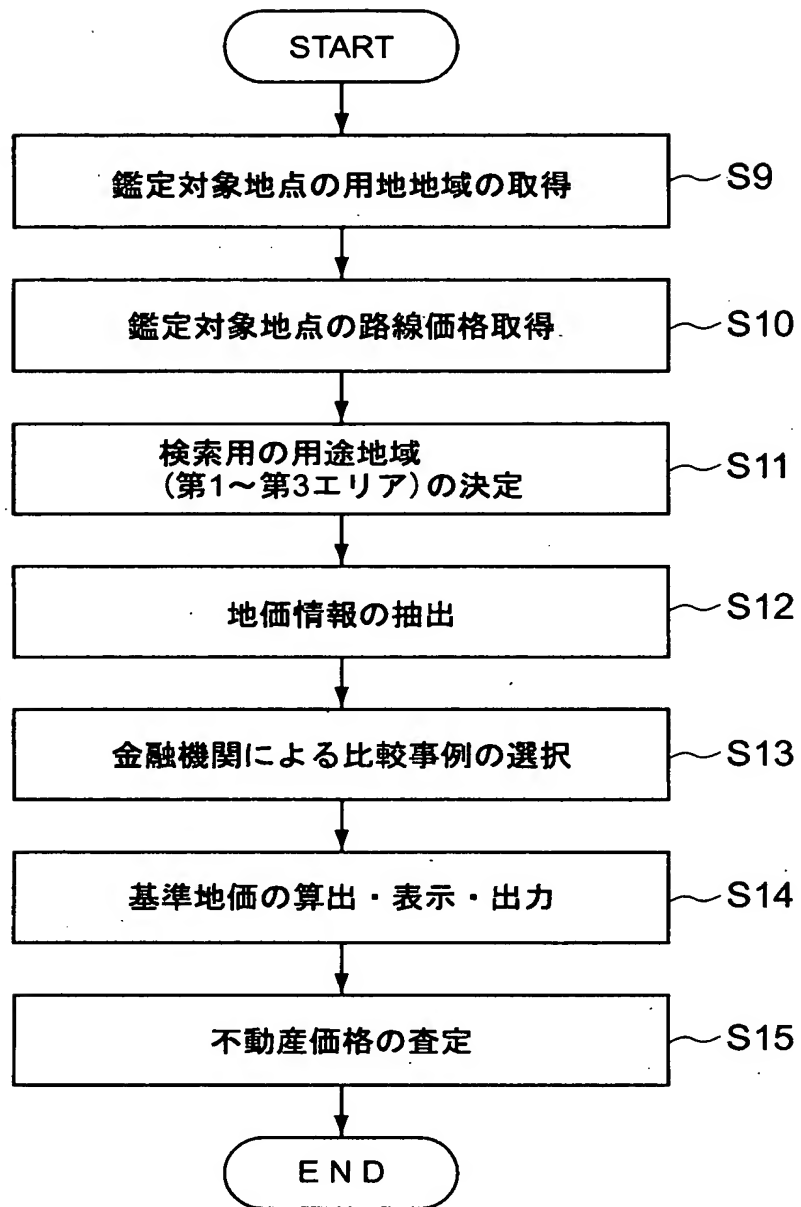 START
鑑定対象地点の用地地域の取得
S9
鑑定対象地点の路線価格取得
S10
検索用の用途地域
(第1～第3エリア)の決定
S11
地価情報の抽出
S12
金融機関による比較事例の選択
S13
基準地価の算出・表示・出力
S14
不動産価格の査定
S15
END